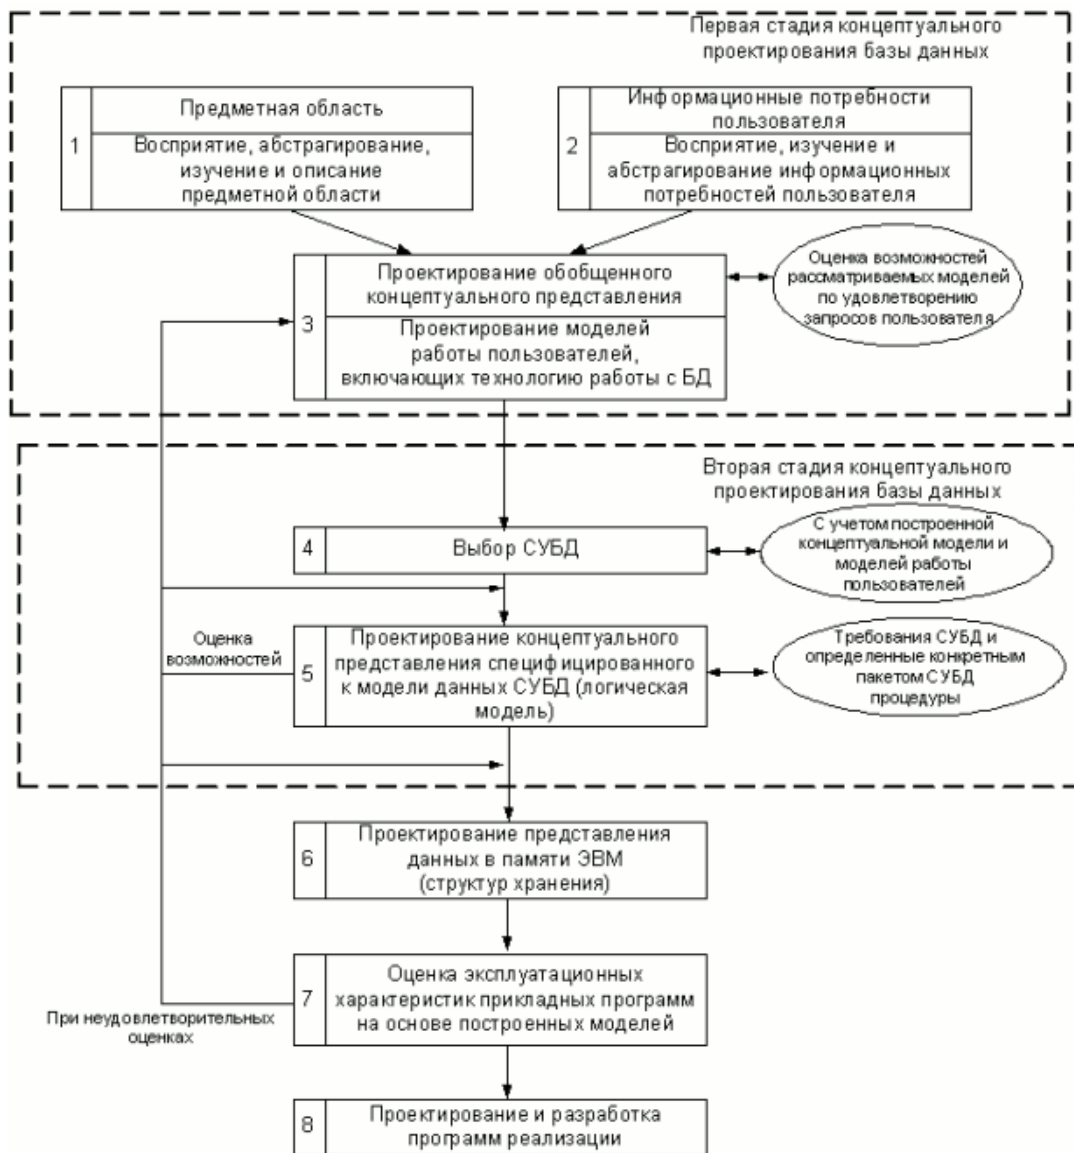 Первая стадия концептуального
проектирования базы данных
1
Предметная область
Восприятие, абстрагирование,
изучение и описание
предметной области
2
Информационные потребности
пользователя
Восприятие, изучение и
абстрагирование информационных
потребностей пользователя
3
Проектирование обобщенного
концептуального представления
Проектирование моделей
работы пользователей,
включающих технологию работы с БД
Оценка возможностей
рассматриваемых моделей
по удовлетворению
запросов пользователя
Вторая стадия концептуального
проектирования базы данных
4
Выбор СУБД
С учетом построенной
концептуальной модели и
моделей работы
пользователей
Оценка
возможностей
5
Проектирование концептуального
представления специфицированного
к модели данных СУБД (логическая
модель)
Требования СУБД и
определенные конкретным
пакетом СУБД
процедуры
6
Проектирование представления
данных в памяти ЭВМ
(структур хранения)
7
Оценка эксплуатационных
характеристик прикладных программ
на основе построенных моделей
При неудовлетворительных
оценках
8
Проектирование и разработка
программ реализации